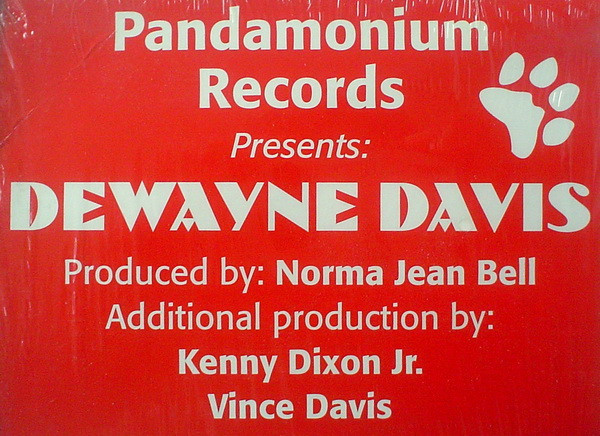 Pandamonium
Records
Presents:
DEWAYNE DAVIS
Produced by: Norma Jean Bell
Additional production by:
Kenny Dixon Jr.
Vince Davis